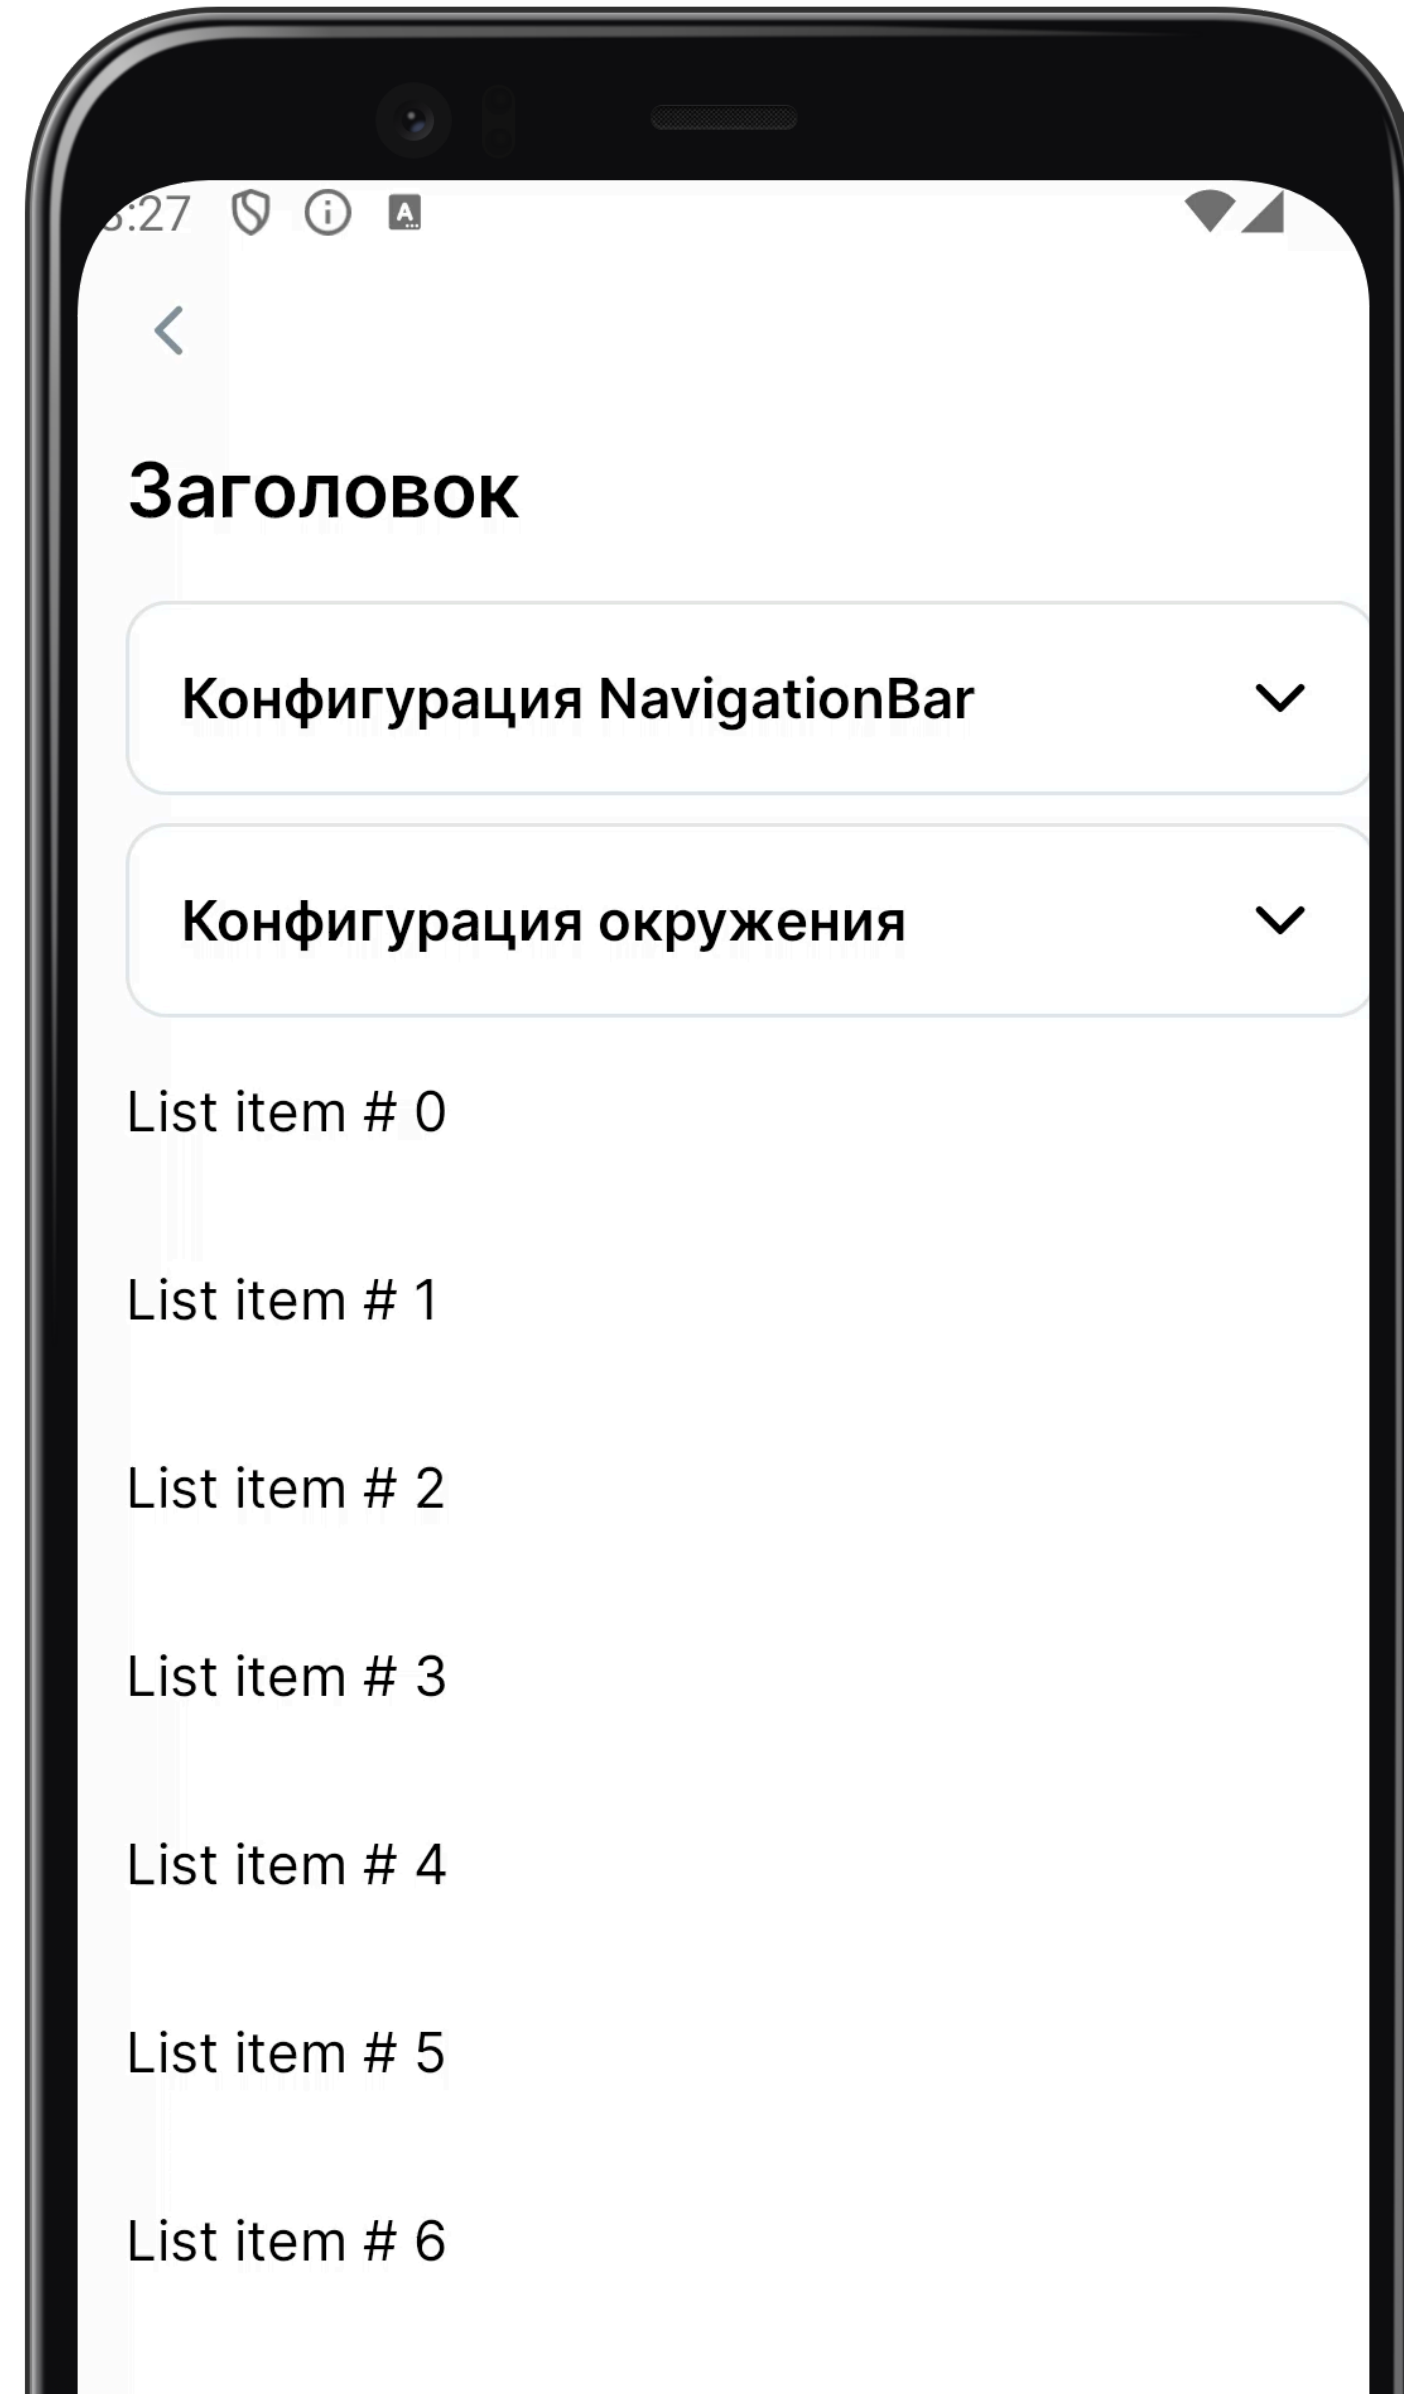 :27
Заголовок
Конфигурация NavigationBar
Конфигурация окружения
List item # 0
List item # 1
List item # 2
List item # 3
List item # 4
List item # 5
List item # 6